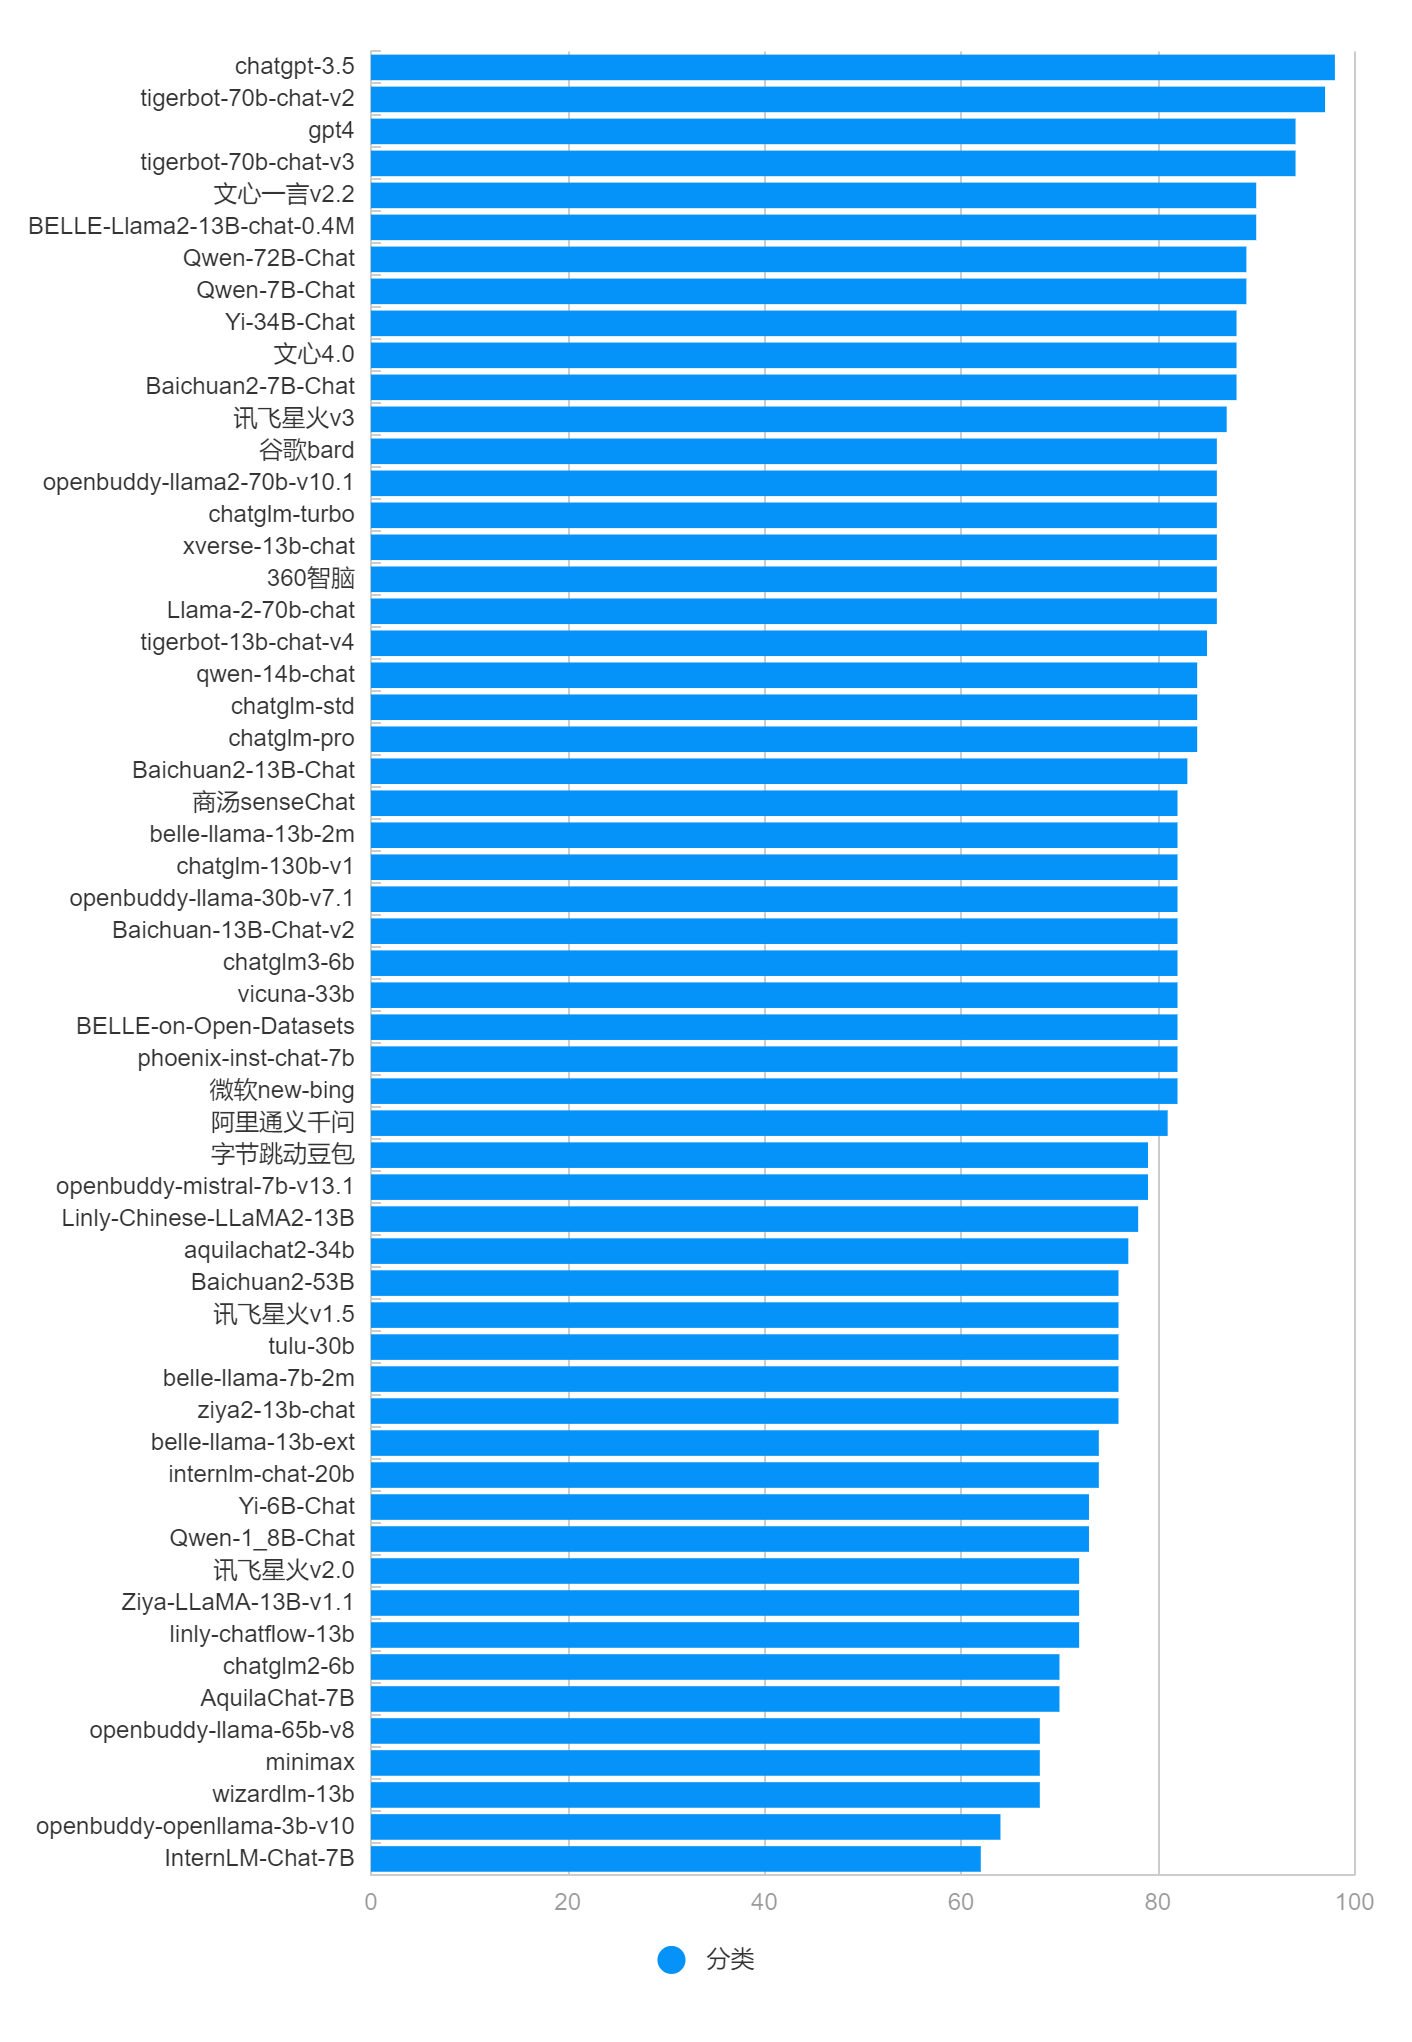 chatgpt-3.5
tigerbot-70b-chat-v2
gpt4
tigerbot-70b-chat-v3
文心一言v2.2
BELLE-Llama2-13B-chat-0.4M
Qwen-72B-Chat
Qwen-7B-Chat
Yi-34B-Chat
文心4.0
Baichuan2-7B-Chat
讯飞星火v3
谷歌bard
openbuddy-llama2-70b-v10.1
chatglm-turbo
xverse-13b-chat
360智脑
Llama-2-70b-chat
tigerbot-13b-chat-v4
qwen-14b-chat
chatglm-std
chatglm-pro
Baichuan2-13B-Chat
商汤senseChat
belle-llama-13b-2m
chatglm-130b-v1
openbuddy-llama-30b-v7.1
Baichuan-13B-Chat-v2
chatglm3-6b
vicuna-33b
BELLE-on-Open-Datasets
phoenix-inst-chat-7b
微软new-bing
阿里通义千问
字节跳动豆包
openbuddy-mistral-7b-v13.1
Linly-Chinese-LLaMA2-13B
aquilachat2-34b
Baichuan2-53B
讯飞星火v1.5
tulu-30b
belle-llama-7b-2m
ziya2-13b-chat
belle-llama-13b-ext
internlm-chat-20b
Yi-6B-Chat
Qwen-1_8B-Chat
讯飞星火v2.0
Ziya-LLaMA-13B-v1.1
linly-chatflow-13b
chatglm2-6b
AquilaChat-7B
openbuddy-llama-65b-v8
minimax
wizardlm-13b
openbuddy-openllama-3b-v10
InternLM-Chat-7B
0 20 40 60 80 100
分类